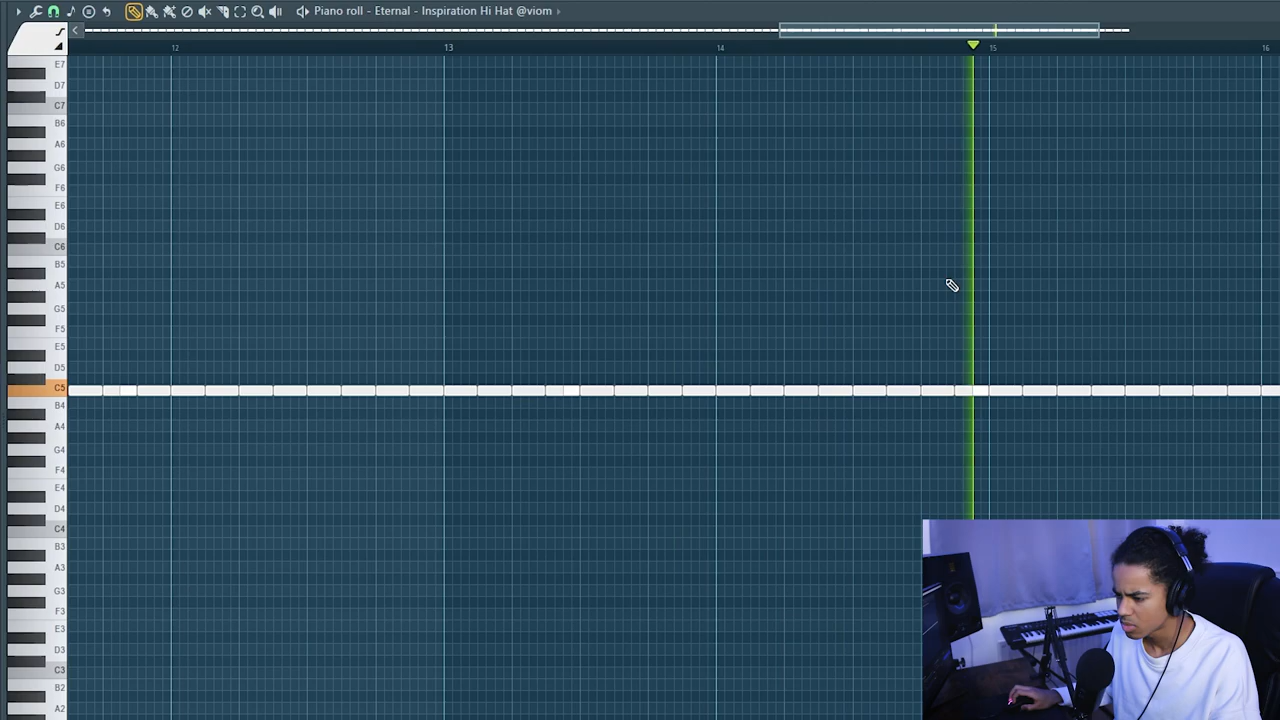 Piano roll - Eternal - Inspiration Hi Hat @viom
12 13 14 15 16
E7
D7
C7
B6
A6
G6
F6
E6
D6
C6
B5
A5
G5
F5
E5
D5
C5
B4
A4
G4
F4
E4
D4
C4
B3
A3
G3
F3
E3
D3
C3
B2
A2